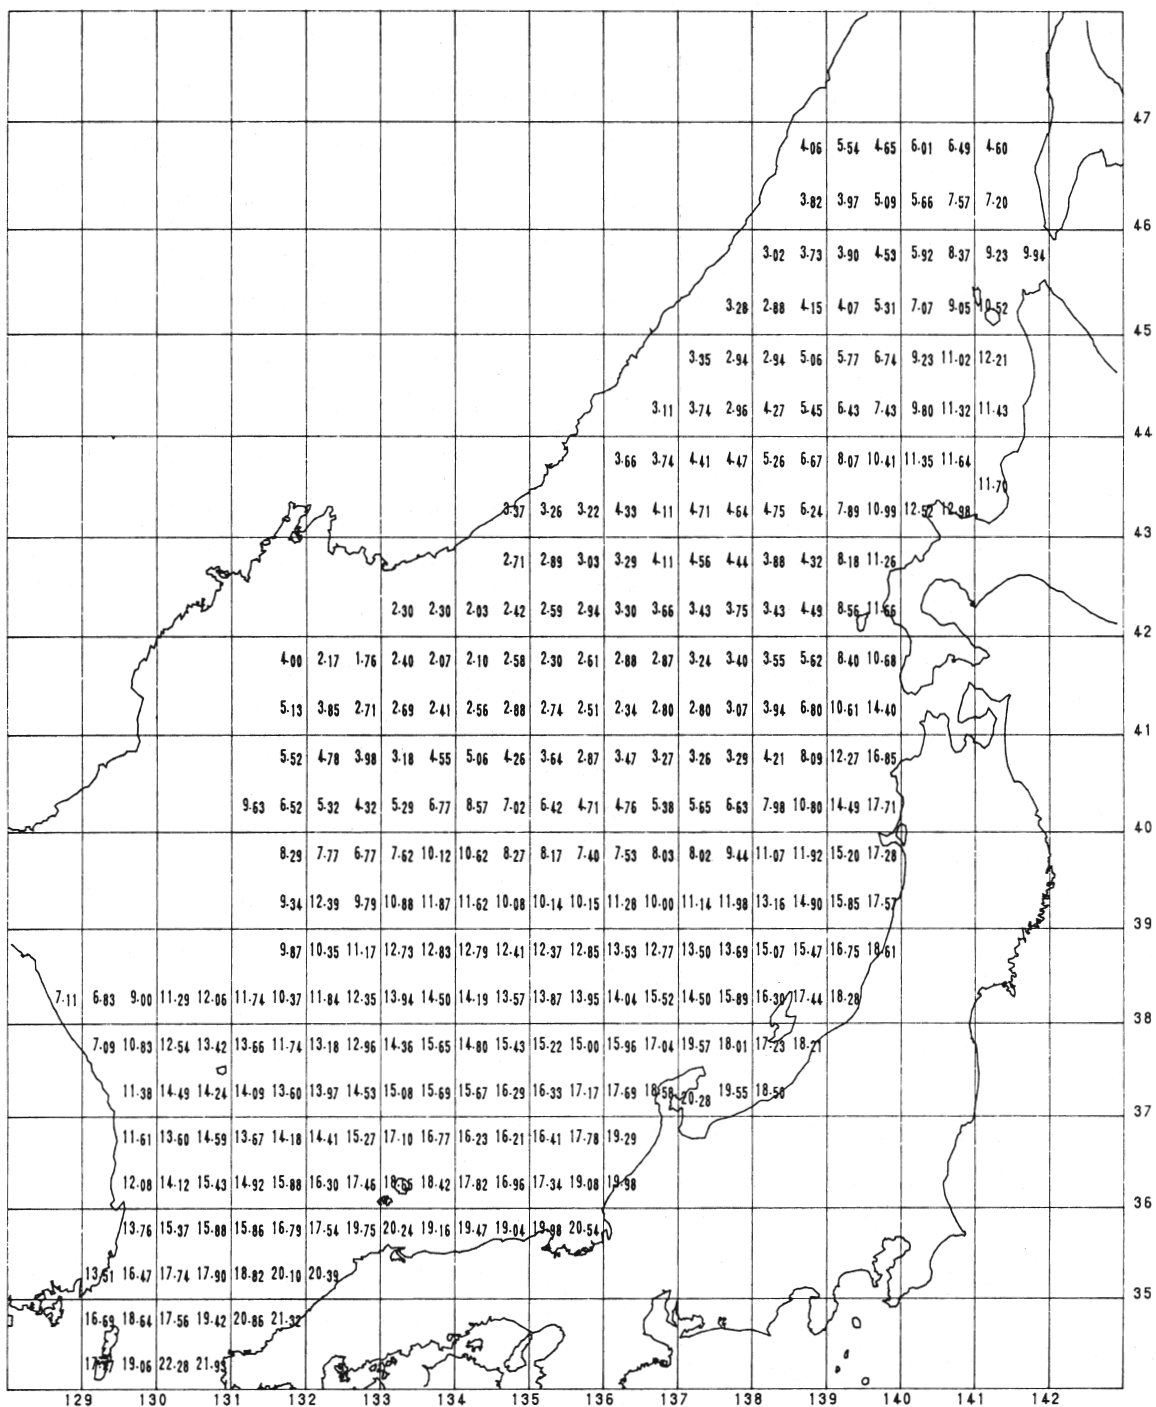 47
4.06 5.54 4.65 6.01 6.49 4.60
3.82 3.97 5.09 5.66 7.57 7.20
46
3.02 3.73 3.90 4.53 5.92 8.37 9.23 9.94
3.28 2.88 4.15 4.07 5.31 7.07 9.05 10.52
45
3.35 2.94 2.94 5.06 5.77 6.74 9.23 11.02 12.21
3.11 3.74 2.96 4.27 5.45 6.43 7.43 9.80 11.32 11.43
44
3.66 3.74 4.41 4.47 5.26 6.67 8.07 10.41 11.35 11.64
11.70
3.37 3.26 3.22 4.33 4.11 4.71 4.64 4.75 6.24 7.89 10.99 12.52 12.98
43
2.71 2.89 3.03 3.29 4.11 4.56 4.44 3.88 4.32 8.18 11.26
2.30 2.30 2.03 2.42 2.59 2.94 3.30 3.66 3.43 3.75 3.43 4.49 8.56 11.66
42
4.00 2.17 1.76 2.40 2.07 2.10 2.58 2.30 2.61 2.88 2.87 3.24 3.40 3.55 5.62 8.40 10.68
5.13 3.85 2.71 2.69 2.41 2.56 2.88 2.74 2.51 2.34 2.80 2.80 3.07 3.94 6.80 10.61 14.40
41
5.52 4.78 3.98 3.18 4.55 5.06 4.26 3.64 2.87 3.47 3.27 3.26 3.29 4.21 8.09 12.27 16.85
9.63 6.52 5.32 4.32 5.29 6.77 8.57 7.02 6.42 4.71 4.76 5.38 5.65 6.63 7.98 10.80 14.49 17.71
40
8.29 7.77 6.77 7.62 10.12 10.62 8.27 8.17 7.40 7.53 8.03 8.02 9.44 11.07 11.92 15.20 17.28
9.34 12.39 9.79 10.88 11.87 11.62 10.08 10.14 10.15 11.28 10.00 11.14 11.98 13.16 14.90 15.85 17.57
39
9.87 10.35 11.17 12.73 12.83 12.79 12.41 12.37 12.85 13.53 12.77 13.50 13.69 15.07 15.47 16.75 18.61
7.11 6.83 9.00 11.29 12.06 11.74 10.37 11.84 12.35 13.94 14.50 14.19 13.57 13.87 13.95 14.04 15.52 14.50 15.89 16.30 17.44 18.28
38
7.09 10.83 12.54 13.42 13.66 11.74 13.18 12.96 14.36 15.65 14.80 15.43 15.22 15.00 15.96 17.04 19.57 18.01 17.23 18.21
11.38 14.49 14.24 14.09 13.60 13.97 14.53 15.08 15.69 15.67 16.29 16.33 17.17 17.69 18.58 20.28 19.55 18.50
37
11.61 13.60 14.59 13.67 14.18 14.41 15.27 17.10 16.77 16.23 16.21 16.41 17.78 19.29
12.08 14.12 15.43 14.92 15.88 16.30 17.46 18.42 17.82 16.96 17.34 19.08 19.98
36
13.76 15.37 15.88 15.86 16.79 17.54 19.75 20.24 19.16 19.47 19.04 19.98 20.54
13.51 16.47 17.74 17.90 18.82 20.10 20.39
35
16.69 18.64 17.56 19.42 20.86 21.32
19.06 22.28 21.95
129 130 131 132 133 134 135 136 137 138 139 140 141 142